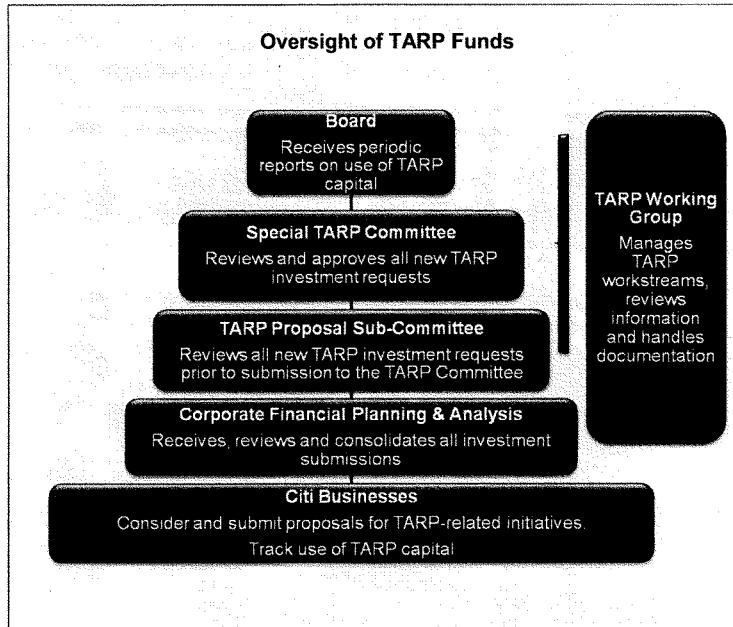 Oversight of TARP Funds
Board
Receives periodic
reports on use of TARP
capital
Special TARP Committee
Reviews and approves all new TARP
investment requests
TARP Proposal Sub-Committee
Reviews all new TARP investment requests
prior to submission to the TARP Committee
Corporate Financial Planning & Analysis
Receives, reviews and consolidates all investment
submissions
Citi Businesses
Consider and submit proposals for TARP-related initiatives.
Track use of TARP capital
TARP Working
Group
Manages
TARP
workstreams,
reviews
information
and handles
documentation